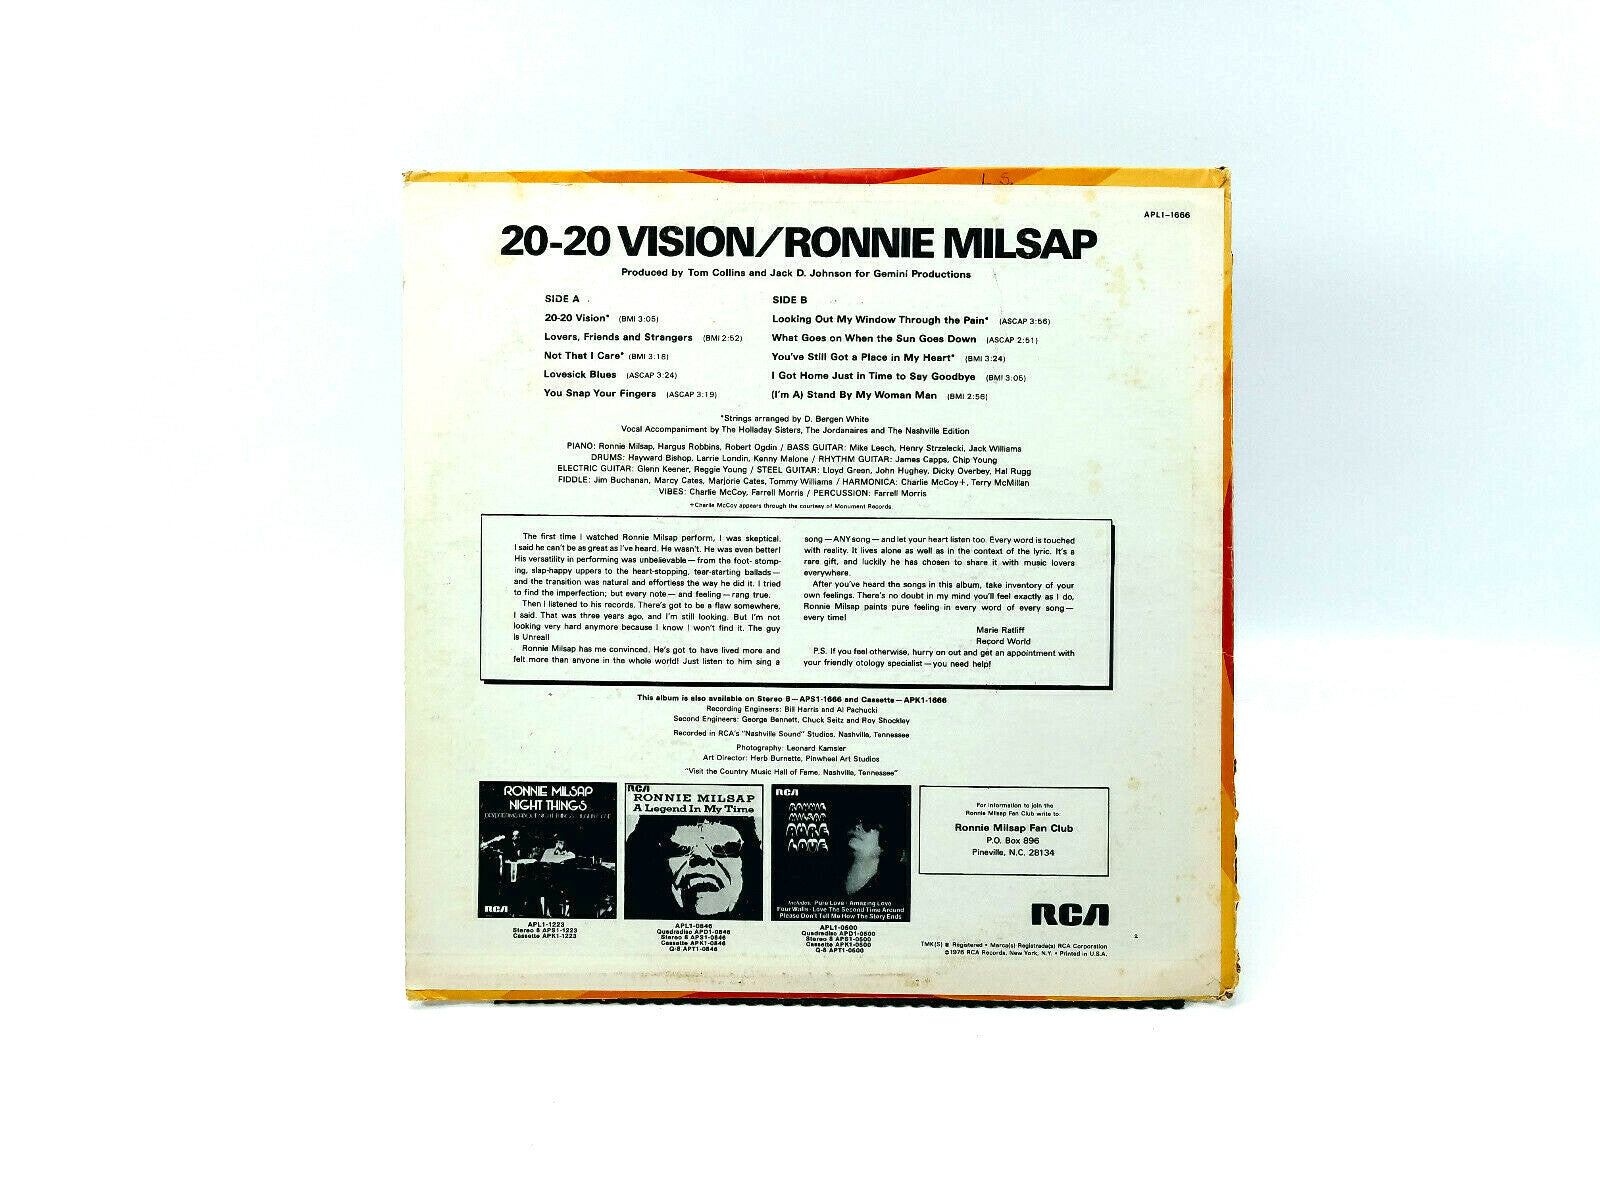 L.S.
APL1-1666
20-20 VISION/RONNIE MILSAP
Produced by Tom Collins and Jack D. Johnson for Gemini Productions
SIDE A
20-20 Vision* (BMI 3:05)
Lovers, Friends and Strangers (BMI 2:52)
Not That I Care* (BMI 3:18)
Lovesick Blues (ASCAP 3:24)
You Snap Your Fingers (ASCAP 3:19)
SIDE B
Looking Out My Window Through the Pain* (ASCAP 3:56)
What Goes on When the Sun Goes Down (ASCAP 2:51)
You've Still Got a Place in My Heart* (BMI 3:24)
I Got Home Just in Time to Say Goodbye (BMI 3:05)
(I'm A) Stand By My Woman Man (BMI 2:56)
*Strings arranged by D. Bergen White
Vocal Accompaniment by The Holladay Sisters, The Jordanaires and The Nashville Edition
PIANO: Ronnie Milsap, Hargus Robbins, Robert Ogdin / BASS GUITAR: Mike Leech, Henry Strzelecki, Jack Williams
DRUMS: Hayward Bishop, Larrie Londin, Kenny Malone / RHYTHM GUITAR: James Capps, Chip Young
ELECTRIC GUITAR: Glenn Keener, Reggie Young / STEEL GUITAR: Lloyd Green, John Hughey, Dicky Overbey, Hal Rugg
FIDDLE: Jim Buchanan, Marcy Cates, Marjorie Cates, Tommy Williams / HARMONICA: Charlie McCoy+, Terry McMillan
VIBES: Charlie McCoy, Farrell Morris / PERCUSSION: Farrell Morris
+Charlie McCoy appears through the courtesy of Monument Records.
The first time I watched Ronnie Milsap perform, I was skeptical.
I said he can't be as great as I've heard. He wasn't. He was even better!
His versatility in performing was unbelievable—from the foot-stomp-
ing, slap-happy uppers to the heart-stopping, tear-starting ballads—
and the transition was natural and effortless the way he did it. I tried
to find the imperfection; but every note—and feeling—rang true.
Then I listened to his records. There's got to be a flaw somewhere,
I said. That was three years ago, and I'm still looking. But I'm not
looking very hard anymore because I know I won't find it. The guy
is Unreal!
Ronnie Milsap has me convinced. He's got to have lived more and
felt more than anyone in the whole world! Just listen to him sing a
song—ANY song—and let your heart listen too. Every word is touched
with reality. It lives alone as well as in the context of the lyric. It's a
rare gift, and luckily he has chosen to share it with music lovers
everywhere.
After you've heard the songs in this album, take inventory of your
own feelings. There's no doubt in my mind you'll feel exactly as I do,
Ronnie Milsap paints pure feeling in every word of every song—
every time!
Marie Ratliff
Record World
P.S. If you feel otherwise, hurry on out and get an appointment with
your friendly otology specialist—you need help!
This album is also available on Stereo 8—APS1-1666 and Cassette—APK1-1666
Recording Engineers: Bill Harris and Al Pachucki
Second Engineers: George Bennett, Chuck Seitz and Roy Shockley
Recorded in RCA's "Nashville Sound" Studios, Nashville, Tennessee
Photography: Leonard Kamsler
Art Director: Herb Burnette, Pinwheel Art Studios
"Visit the Country Music Hall of Fame, Nashville, Tennessee"
RONNIE MILSAP
NIGHT THINGS
RCA
APL1-1223
Stereo 8 APS1-1223
Cassette APK1-1223
RCA
RONNIE MILSAP
A Legend In My Time
APL1-0846
Quadradisc APD1-0846
Stereo 8 APS1-0846
Cassette APK1-0846
Q-8 APT1-0846
RCA
RONNIE
MILSAP
PURE
LOVE
Includes: Pure Love • Amazing Love
Four Walls • Love The Second Time Around
Please Don't Tell Me How The Story Ends
APL1-0500
Quadradisc APD1-0500
Stereo 8 APS1-0500
Cassette APK1-0500
Q-8 APT1-0500
For information to join the
Ronnie Milsap Fan Club write to:
Ronnie Milsap Fan Club
P.O. Box 896
Pineville, N.C. 28134
RCA
2
TMK(S) ® Registered • Marca(s) Registrada(s) RCA Corporation
©1976 RCA Records, New York, N.Y. • Printed in U.S.A.